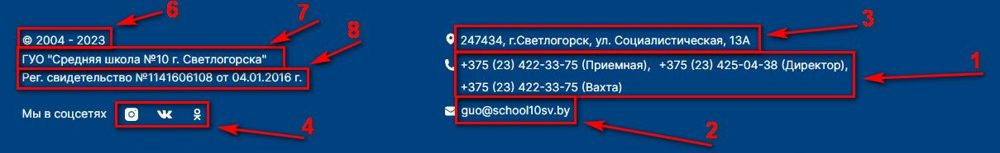 6
7
8
© 2004 - 2023
ГУО "Средняя школа №10 г. Светлогорска"
Рег. свидетельство №1141606108 от 04.01.2016 г.
Мы в соцсетях
4
3
247434, г.Светлогорск, ул. Социалистическая, 13А
1
+375 (23) 422-33-75 (Приемная), +375 (23) 425-04-38 (Директор),
+375 (23) 422-33-75 (Вахта)
guo@school10sv.by
2